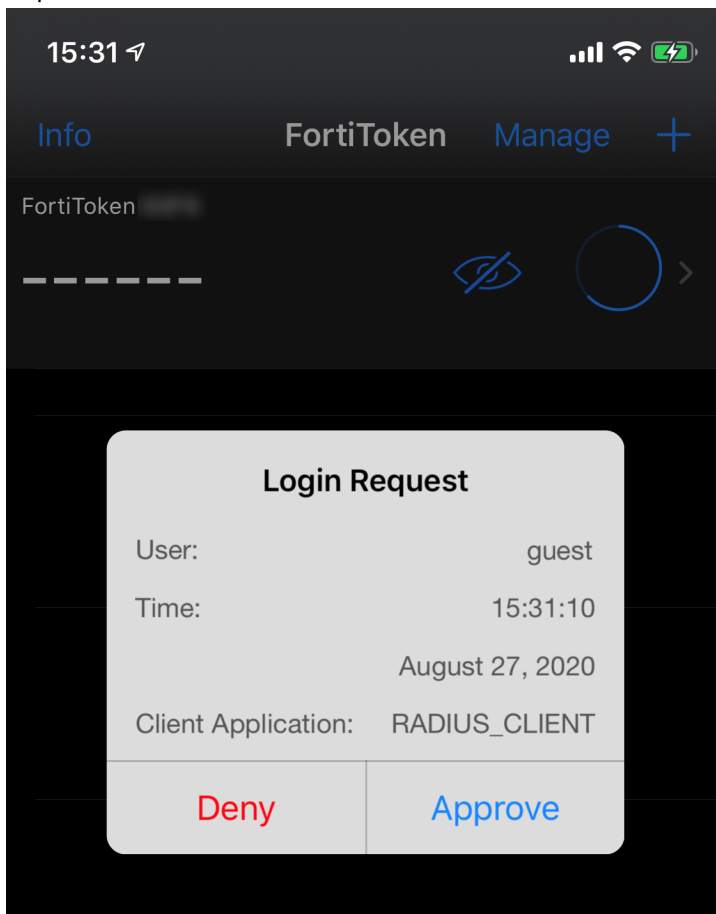 15:31
Info FortiToken Manage +
FortiToken
------
Login Request
User: guest
Time: 15:31:10
August 27, 2020
Client Application: RADIUS_CLIENT
Deny Approve